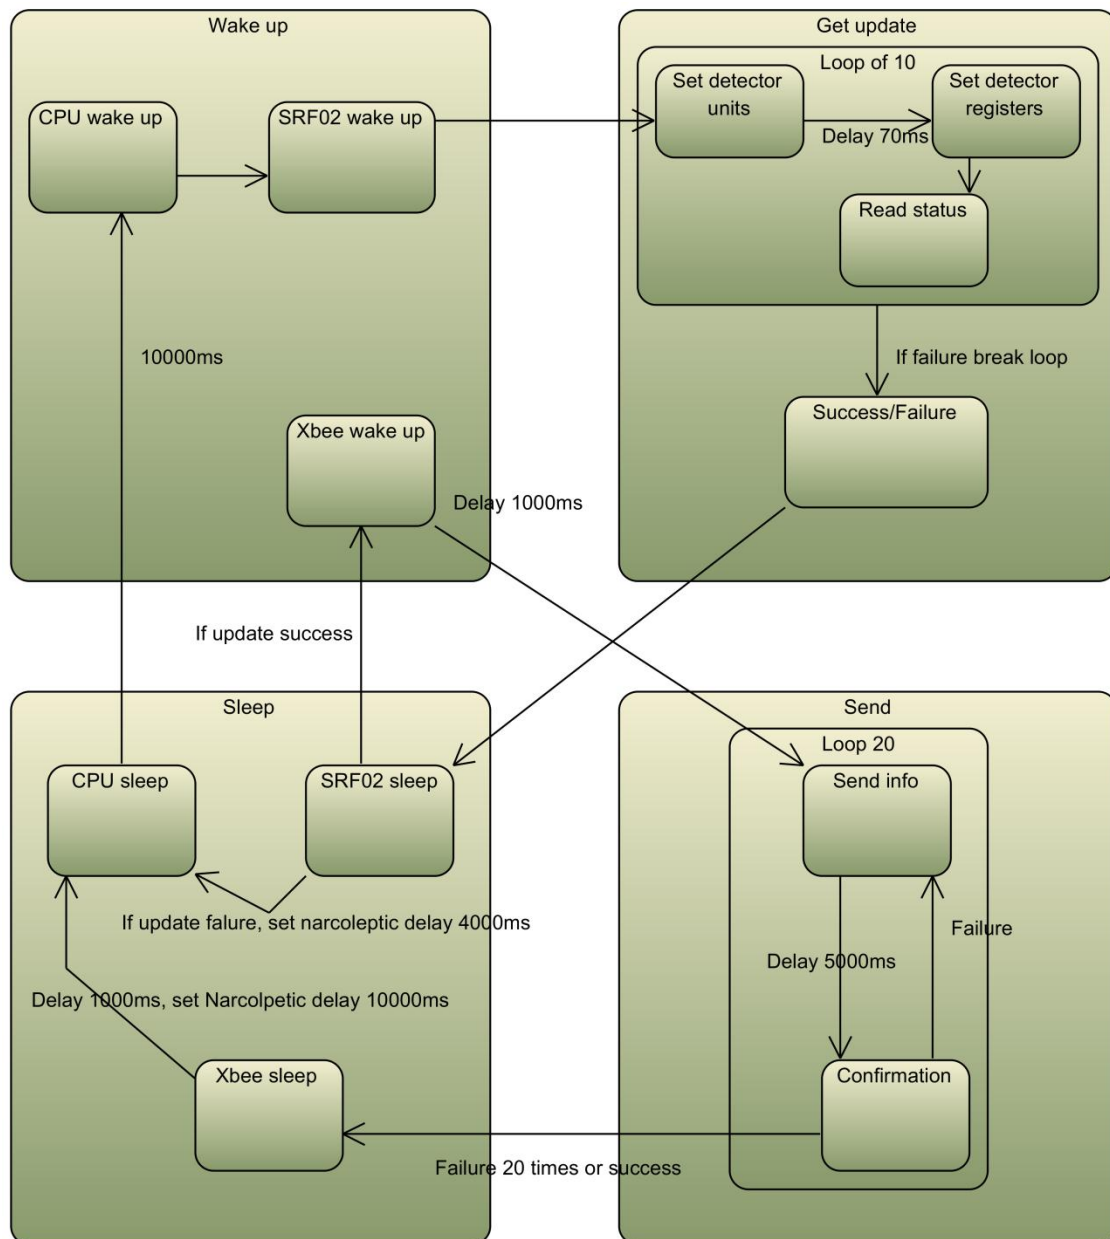 Wake up
CPU wake up
SRF02 wake up
10000ms
Xbee wake up
Get update
Loop of 10
Set detector
units
Set detector
registers
Delay 70ms
Read status
If failure break loop
Success/Failure
Delay 1000ms
If update success
Sleep
CPU sleep
SRF02 sleep
If update falure, set narcoleptic delay 4000ms
Delay 1000ms, set Narcolpetic delay 10000ms
Xbee sleep
Send
Loop 20
Send info
Failure
Delay 5000ms
Confirmation
Failure 20 times or success